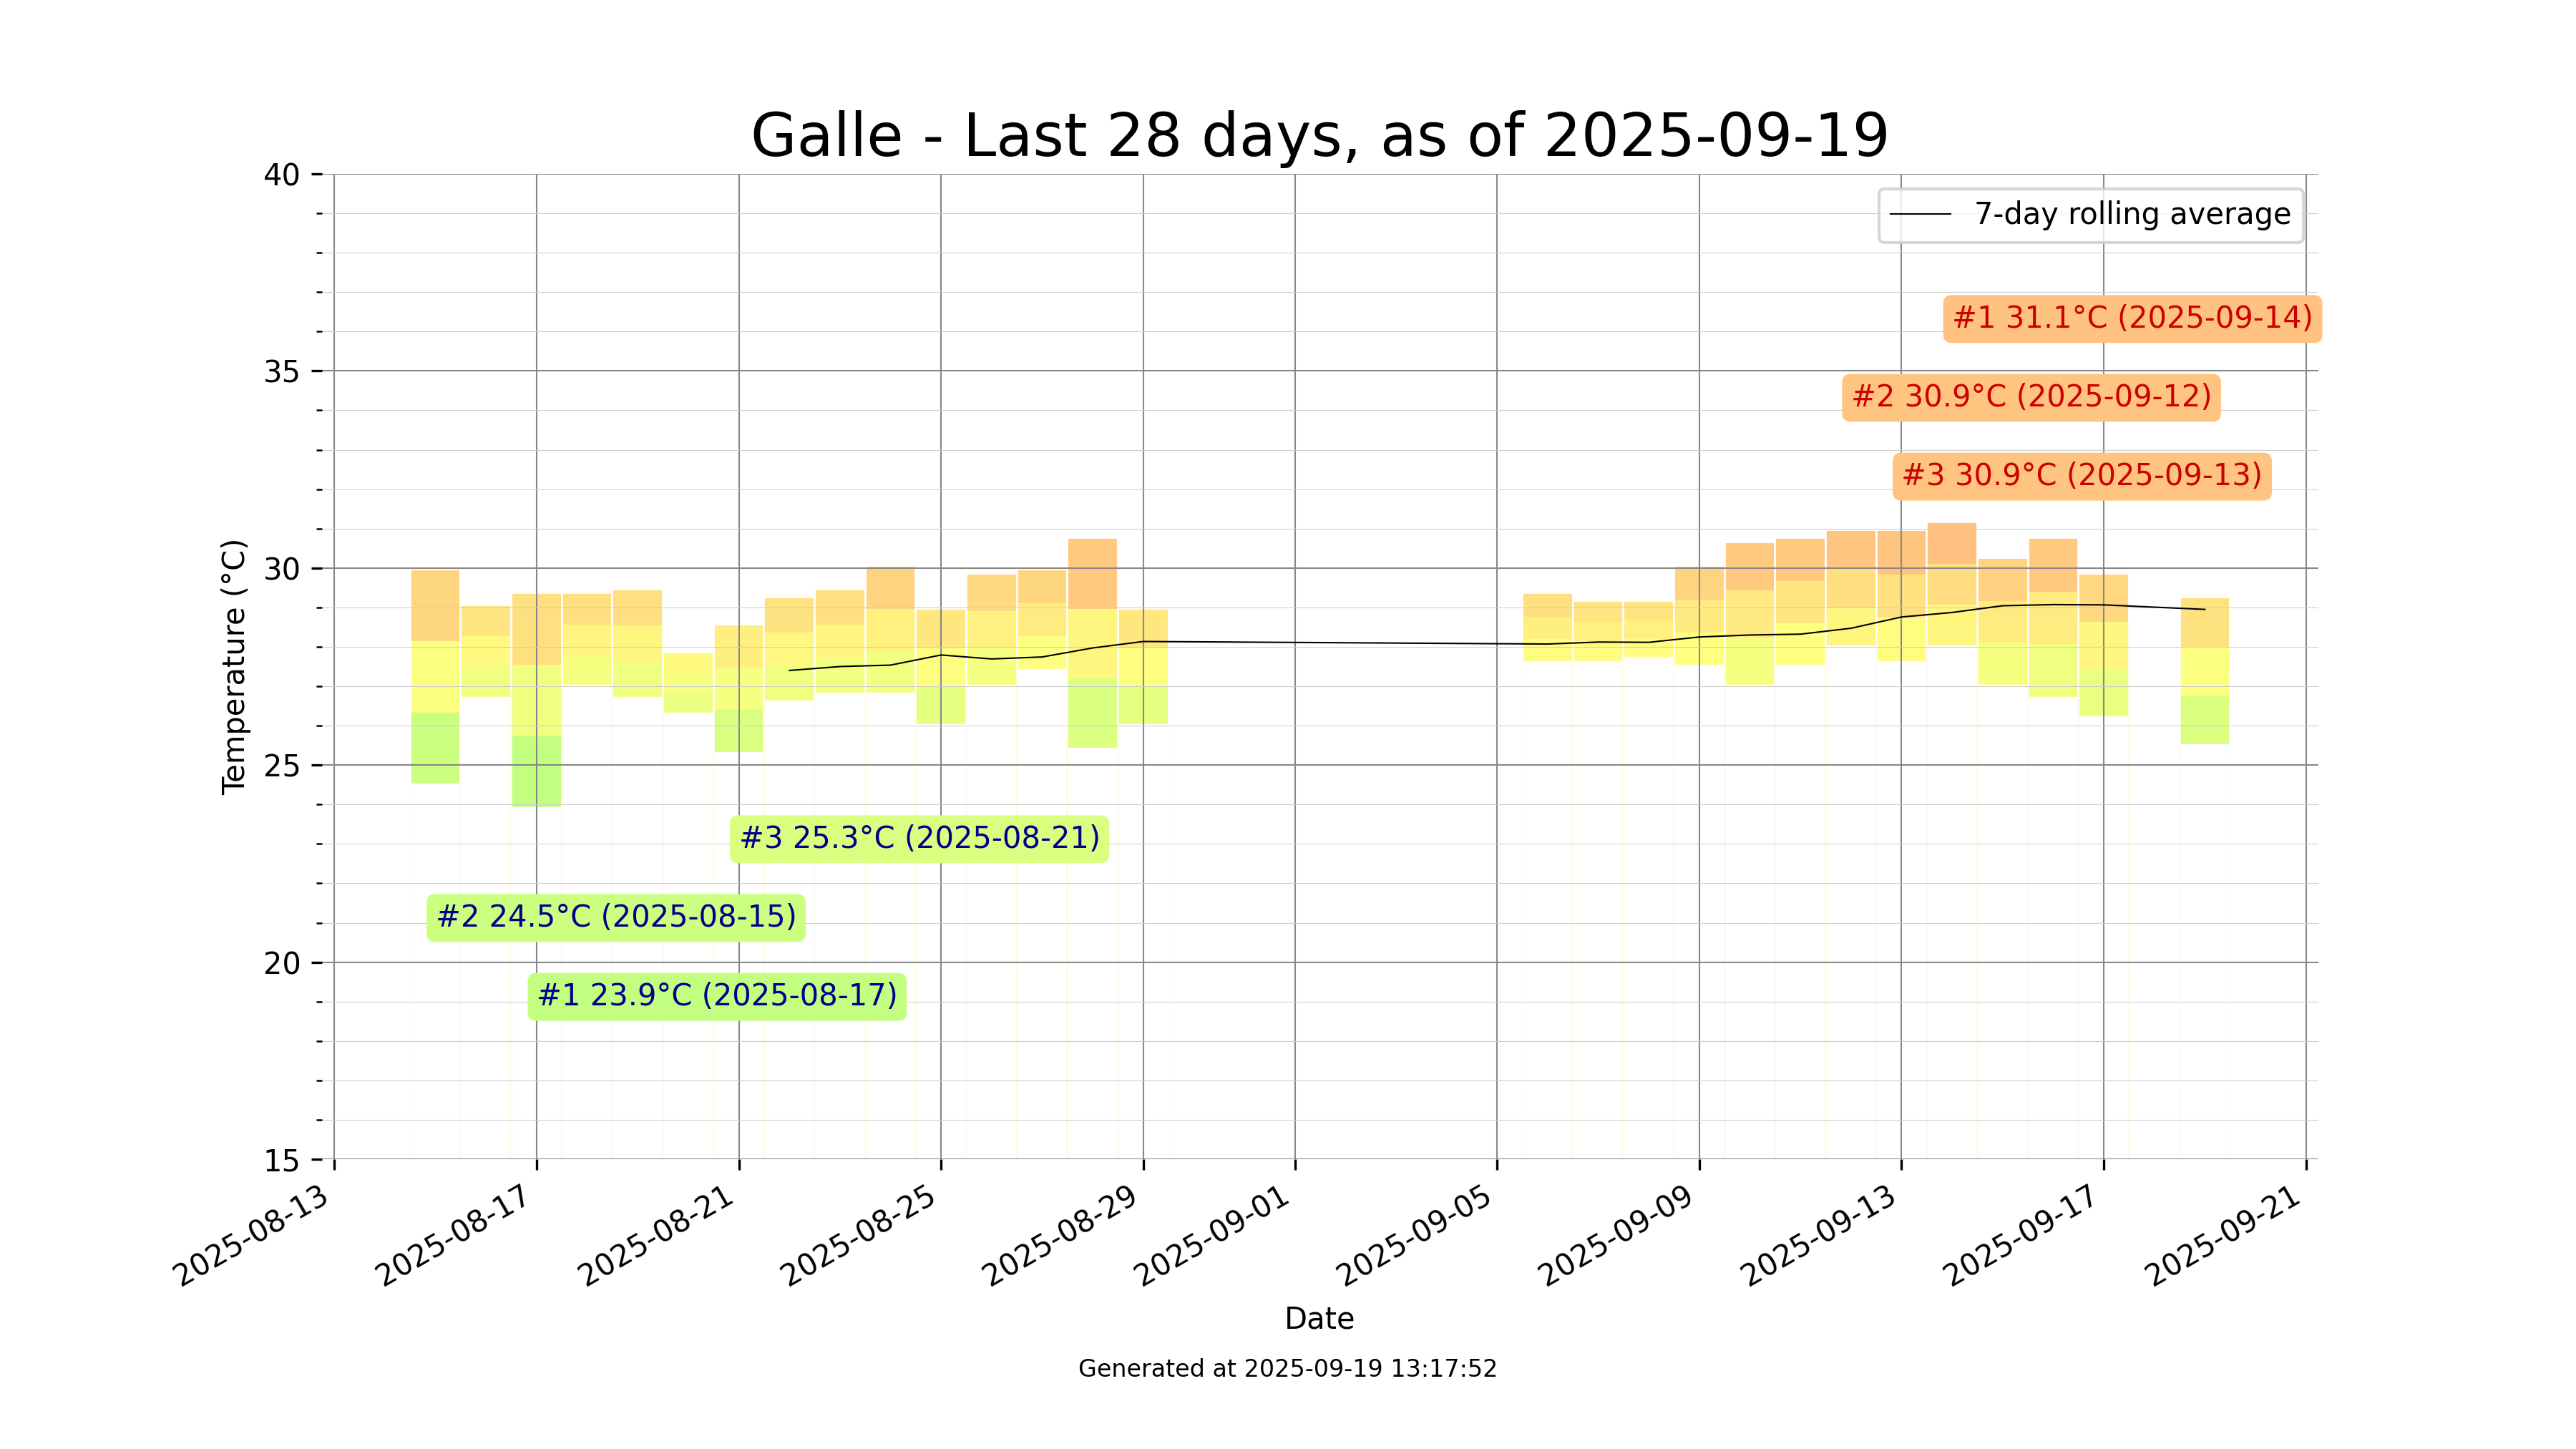 Galle - Last 28 days, as of 2025-09-19
40
7-day rolling average
#1 31.1°C (2025-09-14)
35
#2 30.9°C (2025-09-12)
#3 30.9°C (2025-09-13)
30
Temperature (°C)
25
#3 25.3°C (2025-08-21)
#2 24.5°C (2025-08-15)
20
#1 23.9°C (2025-08-17)
15
2025-08-13 2025-08-17 2025-08-21 2025-08-25 2025-08-29 2025-09-01 2025-09-05 2025-09-09 2025-09-13 2025-09-17 2025-09-21
Date
Generated at 2025-09-19 13:17:52